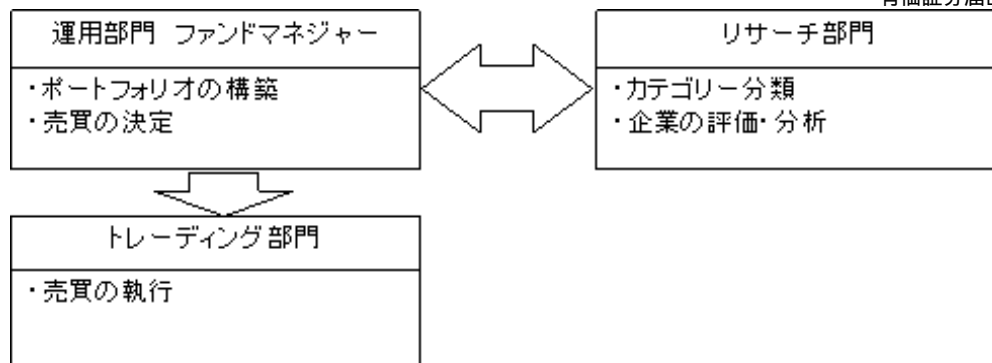 運用部門 ファンドマネジャー
・ポートフォリオの構築
・売買の決定
リサーチ部門
・カテゴリー分類
・企業の評価・分析
トレーディング部門
・売買の執行